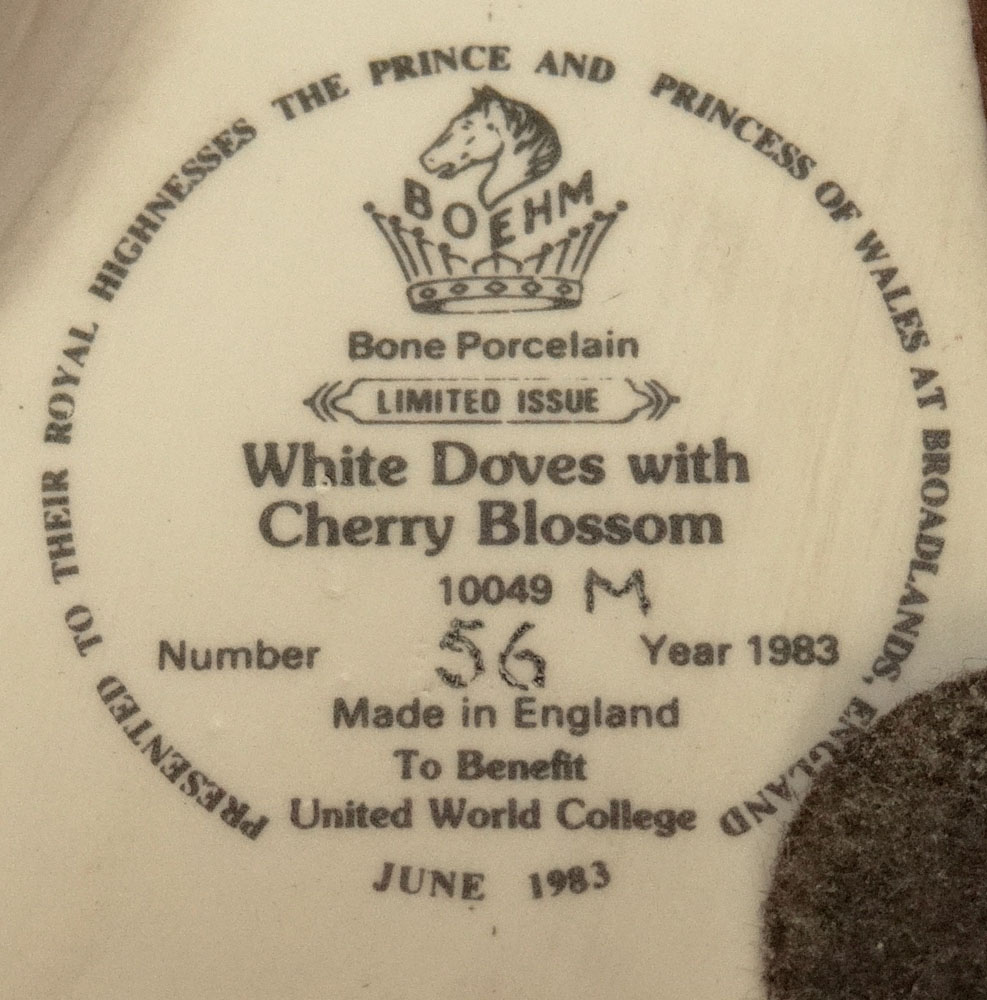 PRESENTED TO THEIR ROYAL HIGHNESSES THE PRINCE AND PRINCESS OF WALES AT BROADLANDS, ENGLAND
BOEHM
Bone Porcelain
LIMITED ISSUE
White Doves with
Cherry Blossom
10049 M
Number 56 Year 1983
Made in England
To Benefit
United World College
JUNE 1983